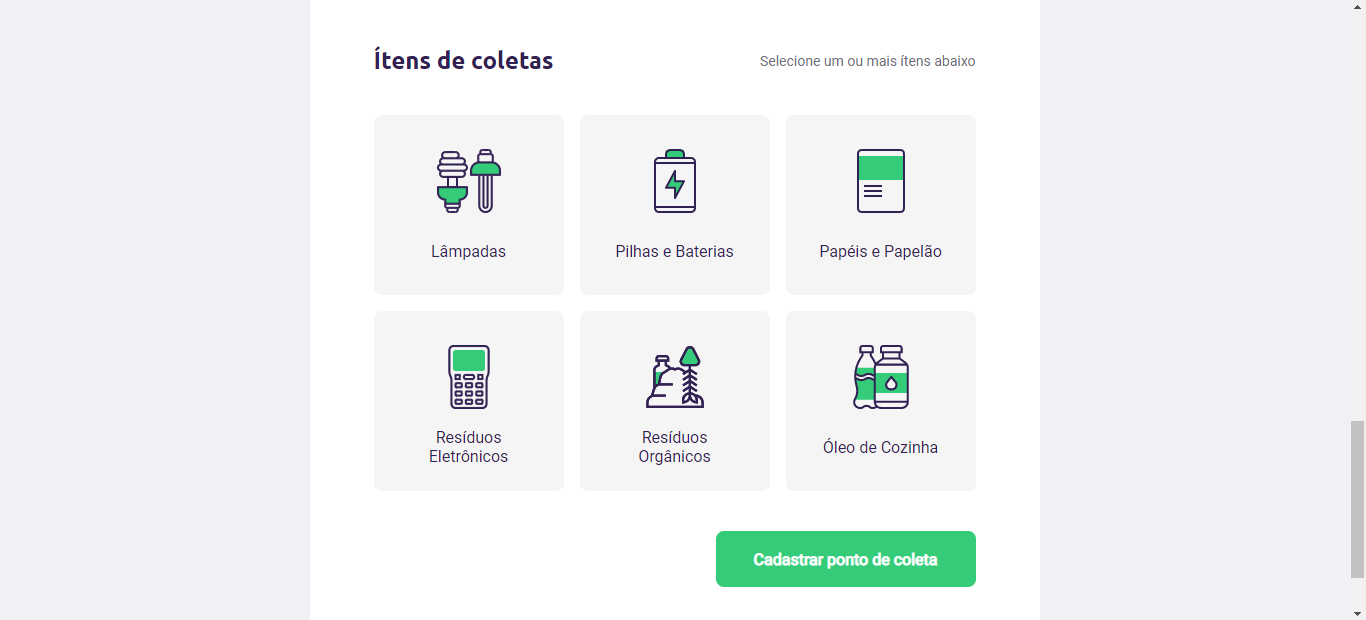 Ítens de coletas
Selecione um ou mais ítens abaixo
Lâmpadas
Pilhas e Baterias
Papéis e Papelão
Resíduos
Eletrônicos
Resíduos
Orgânicos
Óleo de Cozinha
Cadastrar ponto de coleta